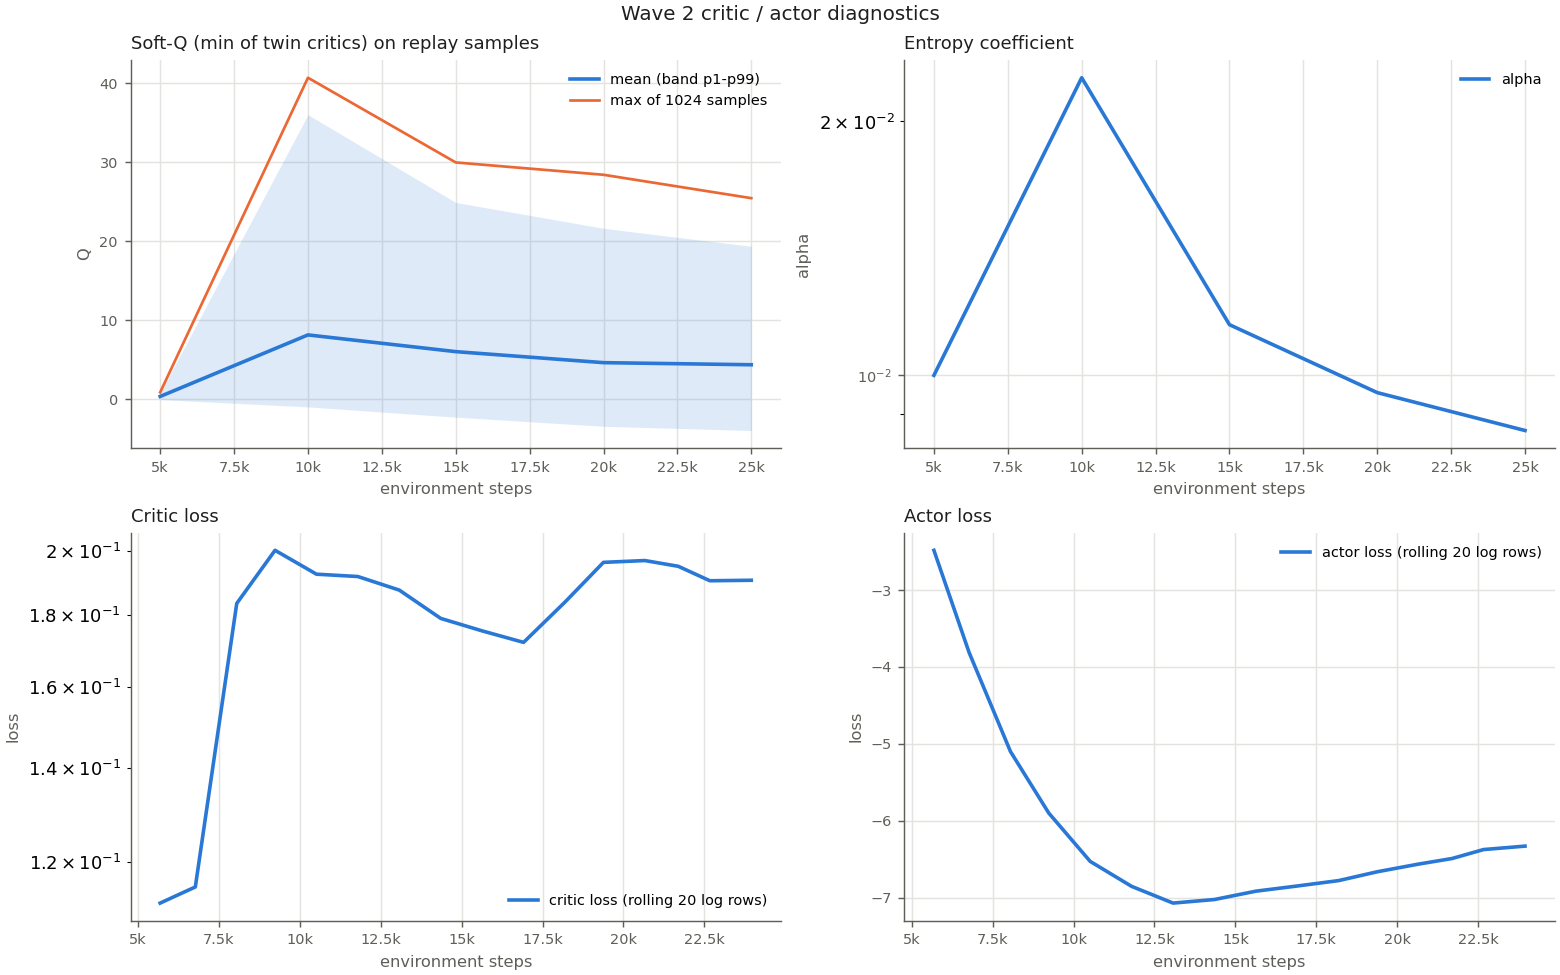 Wave 2 critic / actor diagnostics
Soft-Q (min of twin critics) on replay samples
mean (band p1-p99)
max of 1024 samples
40
30
20
10
0
Q
5k 7.5k 10k 12.5k 15k 17.5k 20k 22.5k 25k
environment steps
Entropy coefficient
alpha
2 × 10⁻²
10⁻²
alpha
5k 7.5k 10k 12.5k 15k 17.5k 20k 22.5k 25k
environment steps
Critic loss
2 × 10⁻¹
1.8 × 10⁻¹
1.6 × 10⁻¹
1.4 × 10⁻¹
1.2 × 10⁻¹
loss
critic loss (rolling 20 log rows)
5k 7.5k 10k 12.5k 15k 17.5k 20k 22.5k
environment steps
Actor loss
actor loss (rolling 20 log rows)
−3
−4
−5
−6
−7
loss
5k 7.5k 10k 12.5k 15k 17.5k 20k 22.5k
environment steps